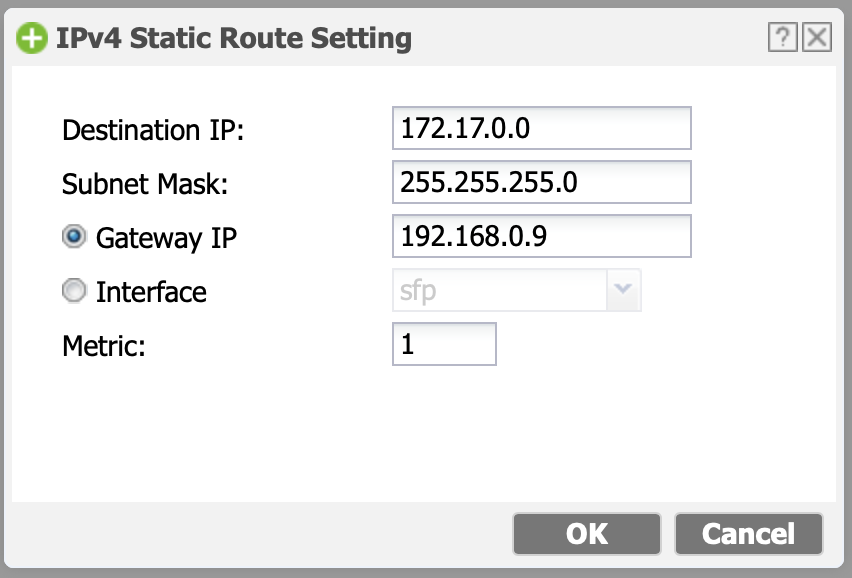 IPv4 Static Route Setting
Destination IP: 172.17.0.0
Subnet Mask: 255.255.255.0
Gateway IP 192.168.0.9
Interface sfp
Metric: 1
OK Cancel